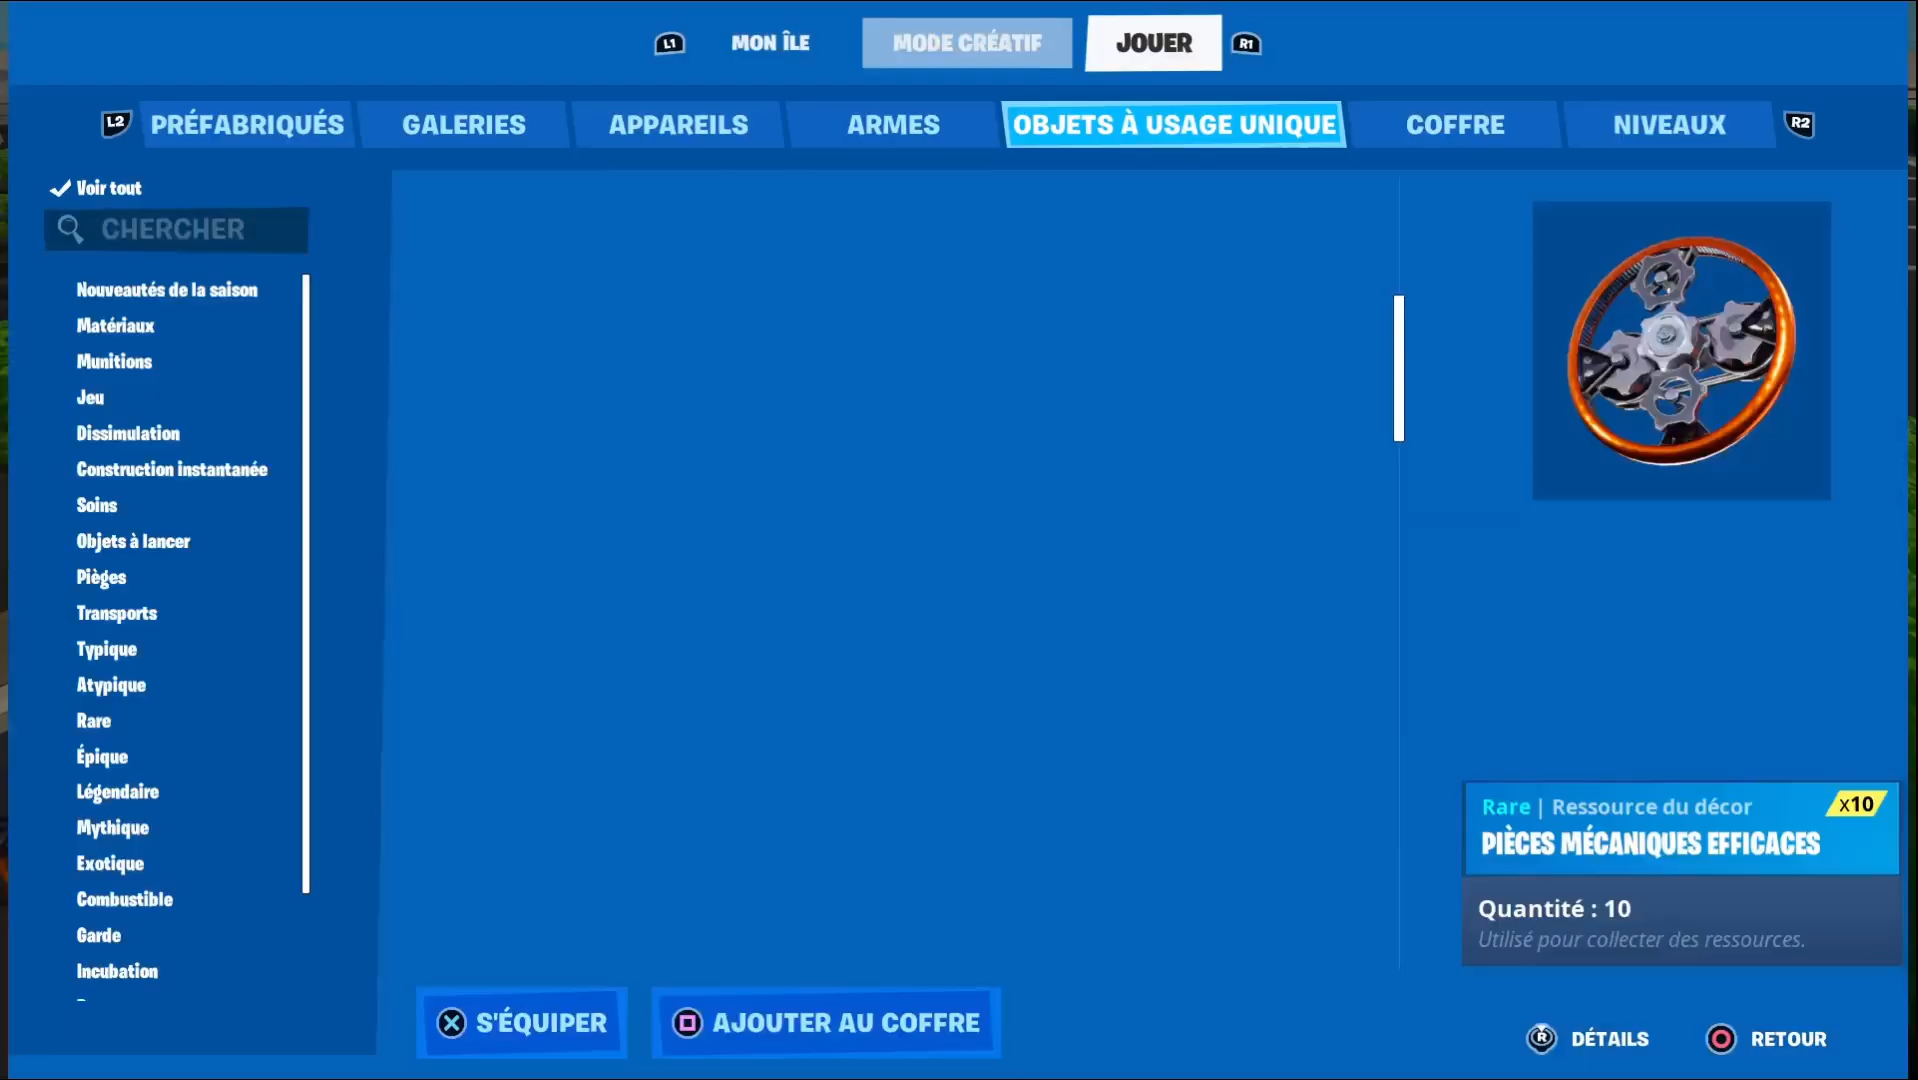 L1 MON ÎLE MODE CRÉATIF JOUER R1
L2 PRÉFABRIQUÉS GALERIES APPAREILS ARMES OBJETS À USAGE UNIQUE COFFRE NIVEAUX R2
Voir tout
CHERCHER
Nouveautés de la saison
Matériaux
Munitions
Jeu
Dissimulation
Construction instantanée
Soins
Objets à lancer
Pièges
Transports
Typique
Atypique
Rare
Épique
Légendaire
Mythique
Exotique
Combustible
Garde
Incubation
Rare | Ressource du décor x10
PIÈCES MÉCANIQUES EFFICACES
Quantité : 10
Utilisé pour collecter des ressources.
S'ÉQUIPER AJOUTER AU COFFRE
R DÉTAILS RETOUR